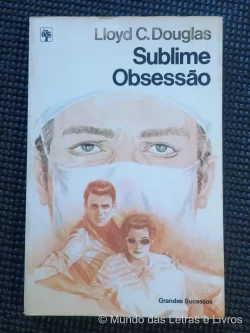 Lloyd C. Douglas
Sublime
Obsessão
Grandes Sucessos
© Mundo das Letras e Livros